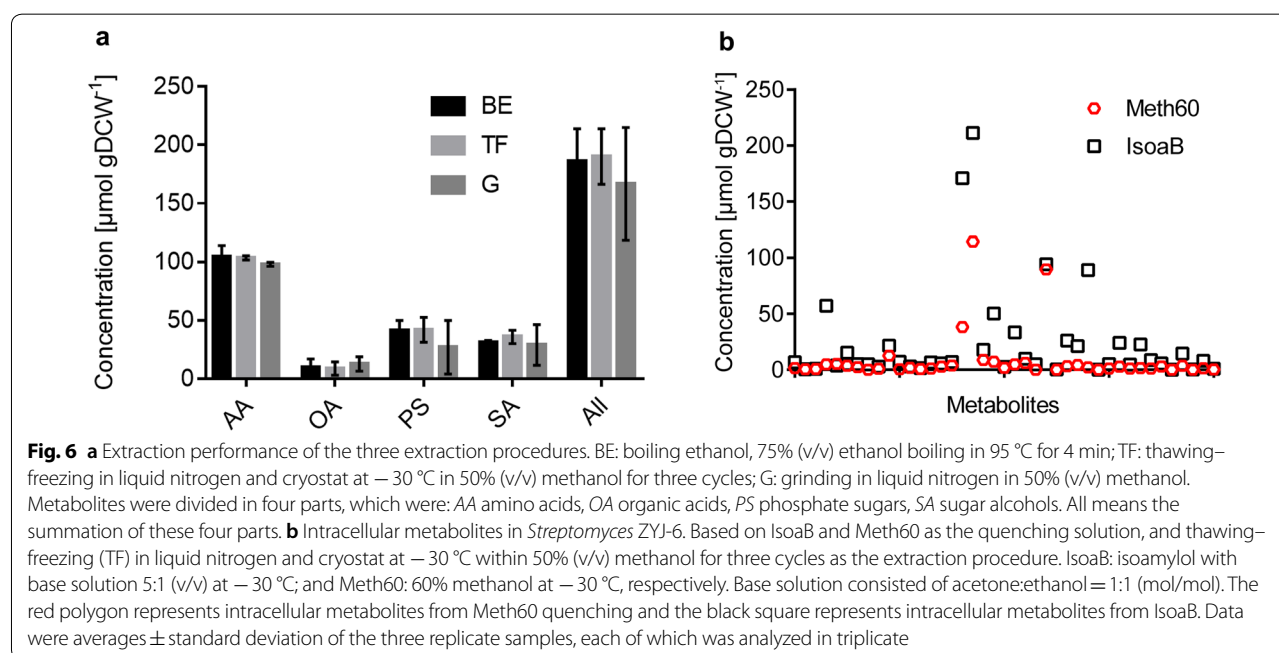 a
Concentration [µmol gDCW⁻¹]
250
200
150
100
50
0
BE
TF
G
AA
OA
PS
SA
All
b
Concentration [µmol gDCW⁻¹]
250
200
150
100
50
0
Meth60
IsoaB
Metabolites
Fig. 6 a Extraction performance of the three extraction procedures. BE: boiling ethanol, 75% (v/v) ethanol boiling in 95 °C for 4 min; TF: thawing–
freezing in liquid nitrogen and cryostat at − 30 °C in 50% (v/v) methanol for three cycles; G: grinding in liquid nitrogen in 50% (v/v) methanol.
Metabolites were divided in four parts, which were: AA amino acids, OA organic acids, PS phosphate sugars, SA sugar alcohols. All means the
summation of these four parts. b Intracellular metabolites in Streptomyces ZYJ-6. Based on IsoaB and Meth60 as the quenching solution, and thawing–
freezing (TF) in liquid nitrogen and cryostat at − 30 °C within 50% (v/v) methanol for three cycles as the extraction procedure. IsoaB: isoamylol with
base solution 5:1 (v/v) at − 30 °C; and Meth60: 60% methanol at − 30 °C, respectively. Base solution consisted of acetone:ethanol = 1:1 (mol/mol). The
red polygon represents intracellular metabolites from Meth60 quenching and the black square represents intracellular metabolites from IsoaB. Data
were averages ± standard deviation of the three replicate samples, each of which was analyzed in triplicate